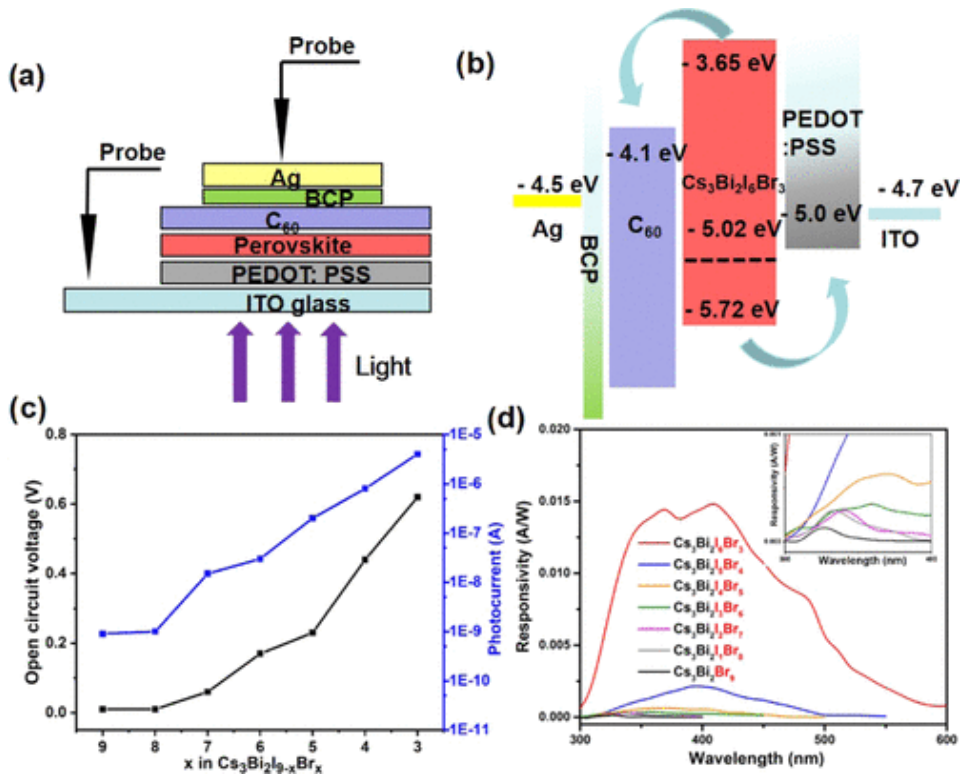 (a)
Probe
Probe
Ag
BCP
C₆₀
Perovskite
PEDOT: PSS
ITO glass
Light
(b)
- 3.65 eV
PEDOT
:PSS
- 4.1 eV
Cs₃Bi₂I₆Br₃
- 4.5 eV
- 4.7 eV
Ag
BCP
C₆₀
- 5.02 eV
- 5.0 eV
ITO
- 5.72 eV
(c)
Open circuit voltage (V)
0.8
0.6
0.4
0.2
0.0
1E-5
1E-6
1E-7
1E-8
1E-9
1E-10
1E-11
Photocurrent (A)
9 8 7 6 5 4 3
x in Cs₃Bi₂I₉₋ₓBrₓ
(d)
Responsivity (A/W)
0.020
0.015
0.010
0.005
0.000
Cs₃Bi₂I₆Br₃
Cs₃Bi₂I₅Br₄
Cs₃Bi₂I₄Br₅
Cs₃Bi₂I₃Br₆
Cs₃Bi₂I₂Br₇
Cs₃Bi₂I₁Br₈
Cs₃Bi₂Br₉
300 400 500 600
Wavelength (nm)
Responsivity (A/W)
Wavelength (nm)